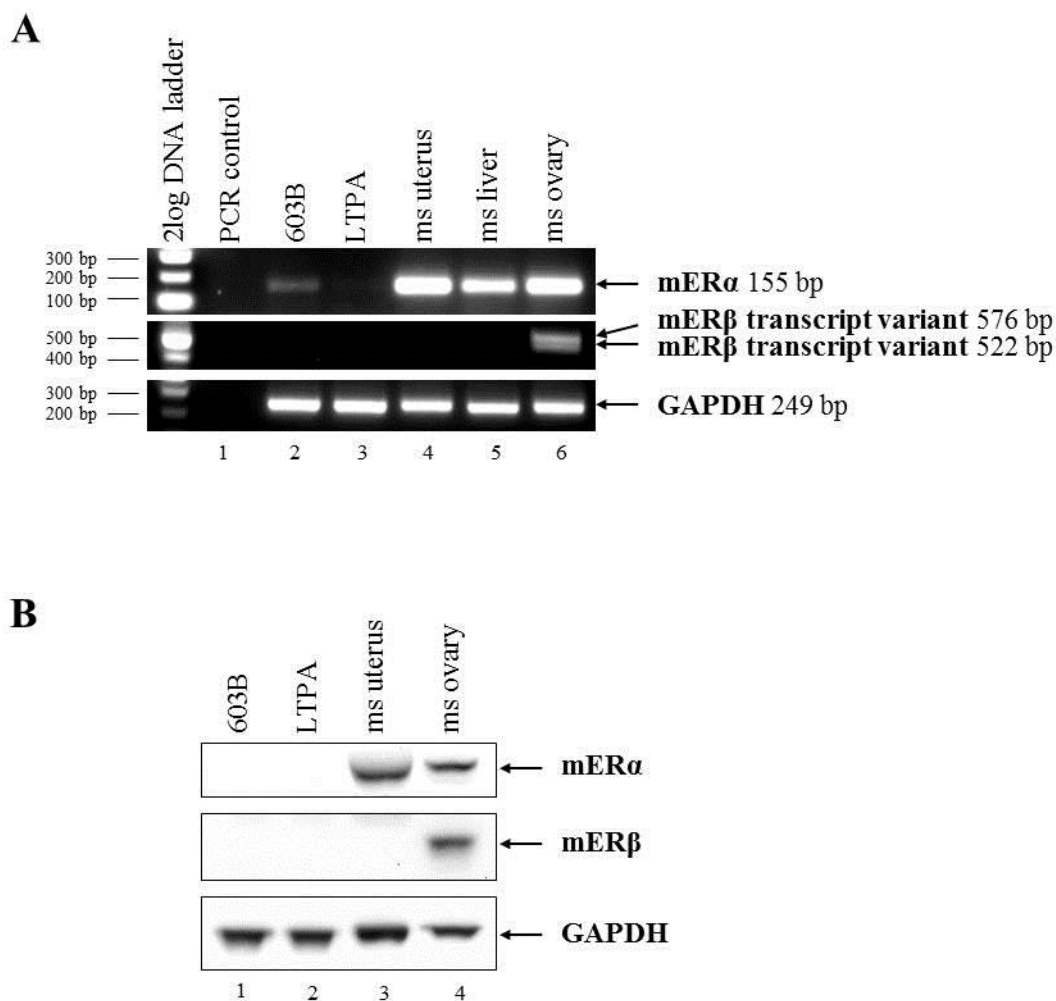 A
2log DNA ladder
PCR control
603B
LTPA
ms uterus
ms liver
ms ovary
300 bp
200 bp
100 bp
mERα 155 bp
500 bp
400 bp
mERβ transcript variant 576 bp
mERβ transcript variant 522 bp
300 bp
200 bp
GAPDH 249 bp
1 2 3 4 5 6
B
603B
LTPA
ms uterus
ms ovary
mERα
mERβ
GAPDH
1 2 3 4